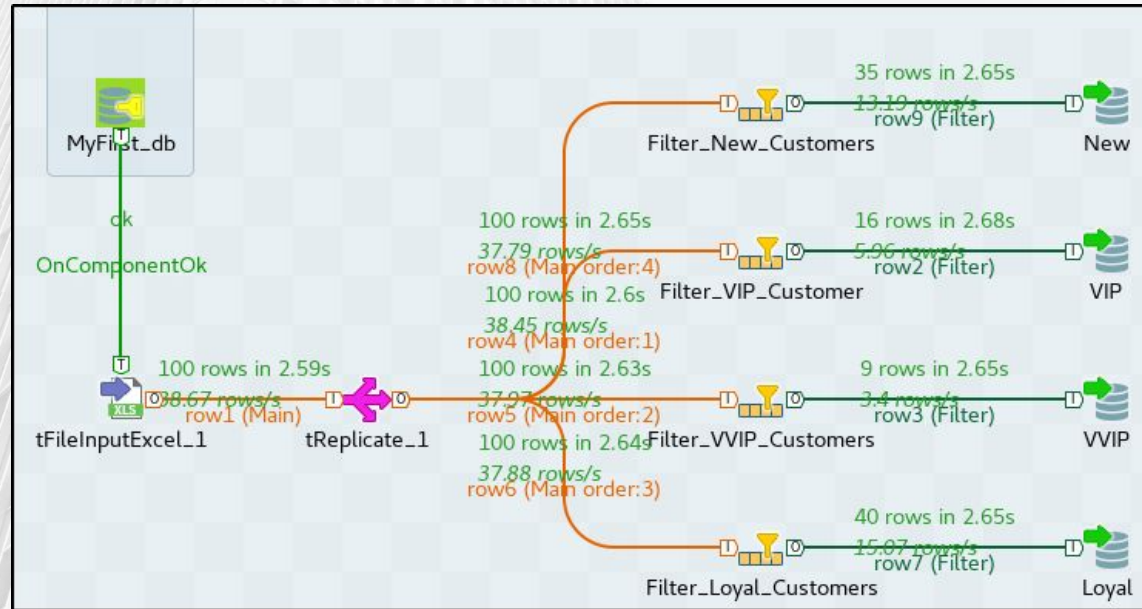 MyFirst_db
T
ok
OnComponentOk
T
100 rows in 2.59s
38.67 rows/s
row1 (Main)
O
I
O
XLS
tFileInputExcel_1
tReplicate_1
100 rows in 2.65s
37.79 rows/s
row8 (Main order:4)
100 rows in 2.6s
38.45 rows/s
row4 (Main order:1)
100 rows in 2.63s
37.97 rows/s
row5 (Main order:2)
100 rows in 2.64s
37.88 rows/s
row6 (Main order:3)
I
O
35 rows in 2.65s
13.19 rows/s
row9 (Filter)
I
Filter_New_Customers
New
I
O
16 rows in 2.68s
5.96 rows/s
row2 (Filter)
I
Filter_VIP_Customer
VIP
I
O
9 rows in 2.65s
3.4 rows/s
row3 (Filter)
I
Filter_VVIP_Customers
VVIP
I
O
40 rows in 2.65s
15.07 rows/s
row7 (Filter)
I
Filter_Loyal_Customers
Loyal